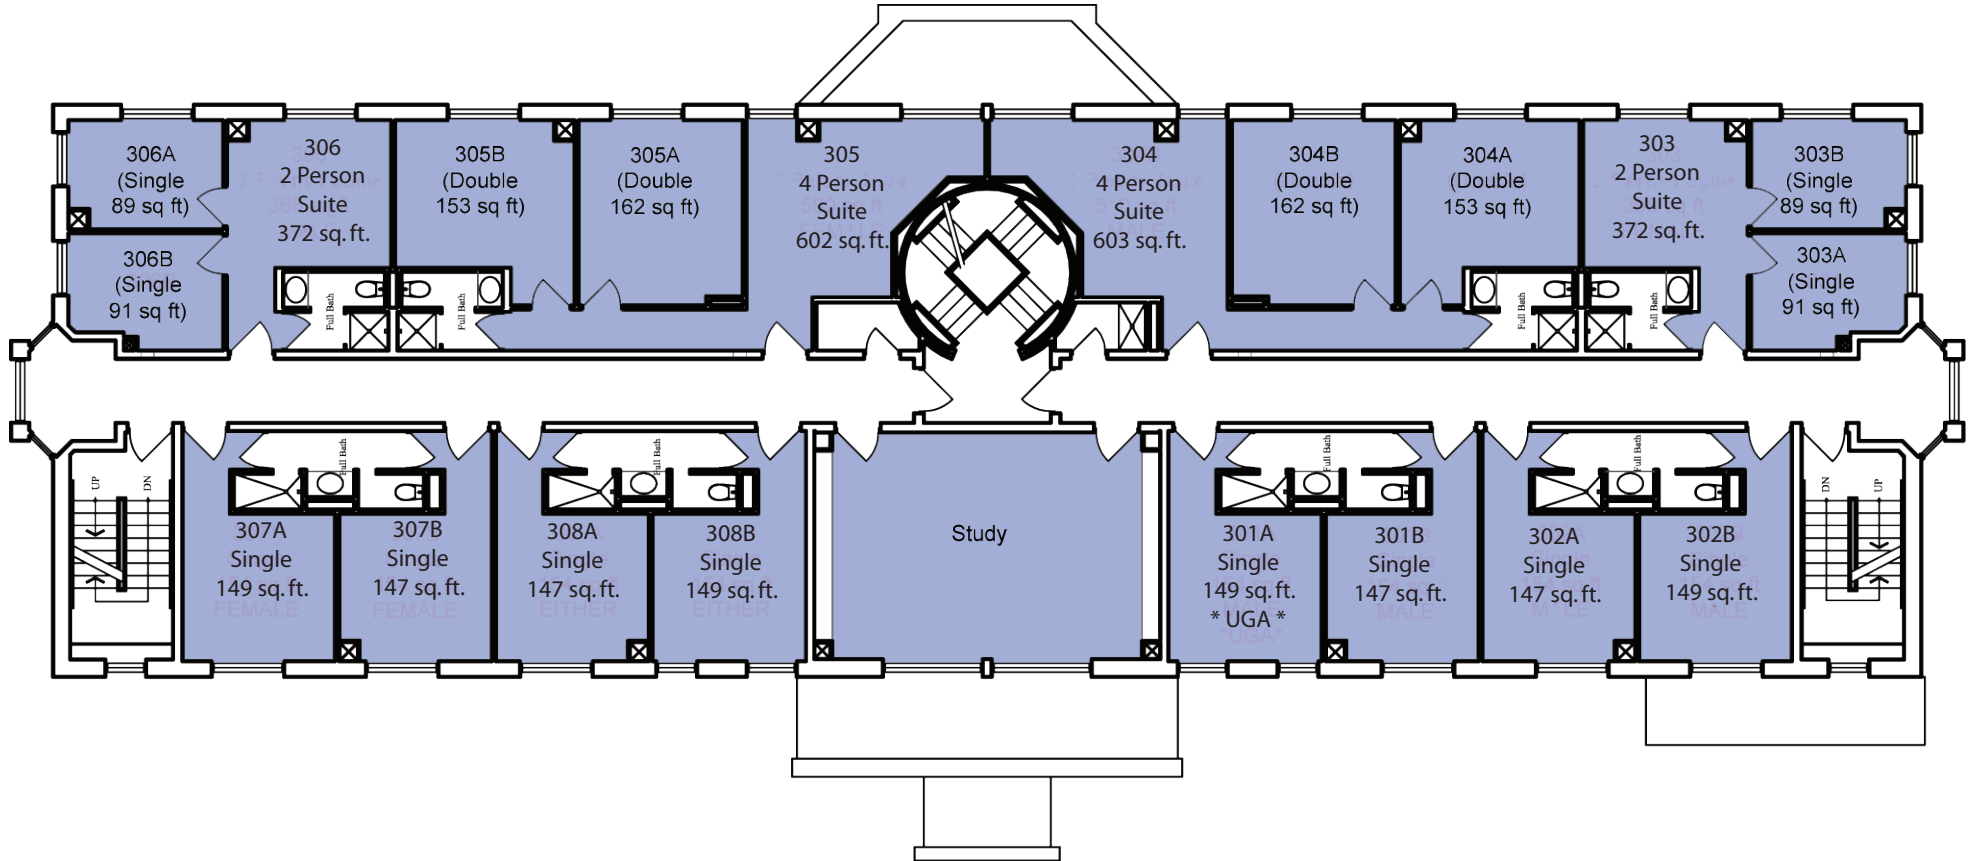 306A
(Single
89 sq ft)
306
2 Person
Suite
372 sq. ft.
305B
(Double
153 sq ft)
305A
(Double
162 sq ft)
305
4 Person
Suite
602 sq. ft.
304
4 Person
Suite
603 sq. ft.
304B
(Double
162 sq ft)
304A
(Double
153 sq ft)
303
2 Person
Suite
372 sq. ft.
303B
(Single
89 sq ft)
306B
(Single
91 sq ft)
303A
(Single
91 sq ft)
Full Bath
Full Bath
Full Bath
Full Bath
Full Bath
Full Bath
Full Bath
Full Bath
UP
DN
DN
UP
307A
Single
149 sq. ft.
FEMALE
307B
Single
147 sq. ft.
FEMALE
308A
Single
147 sq. ft.
EITHER
308B
Single
149 sq. ft.
EITHER
Study
301A
Single
149 sq. ft.
* UGA *
*UGA*
301B
Single
147 sq. ft.
MALE
302A
Single
147 sq. ft.
302B
Single
149 sq. ft.
MALE